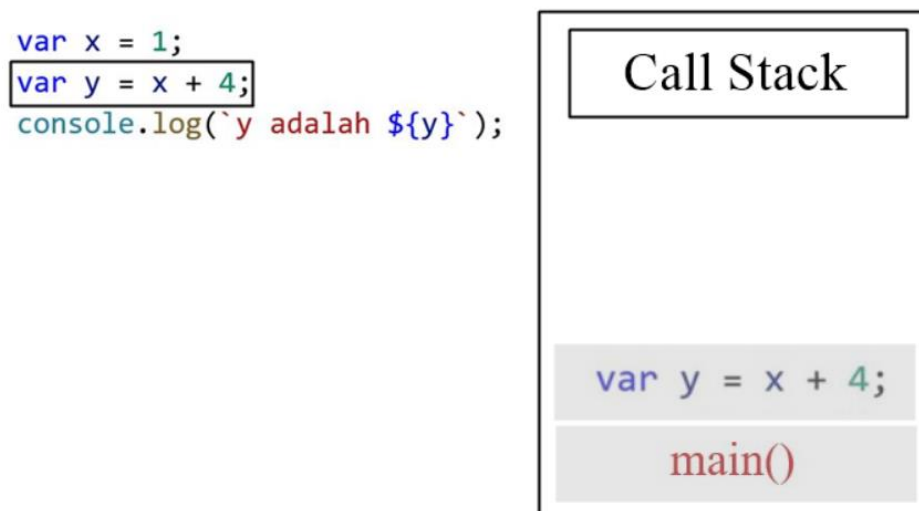 var x = 1;
var y = x + 4;
console.log(`y adalah ${y}`);
Call Stack
var y = x + 4;
main()